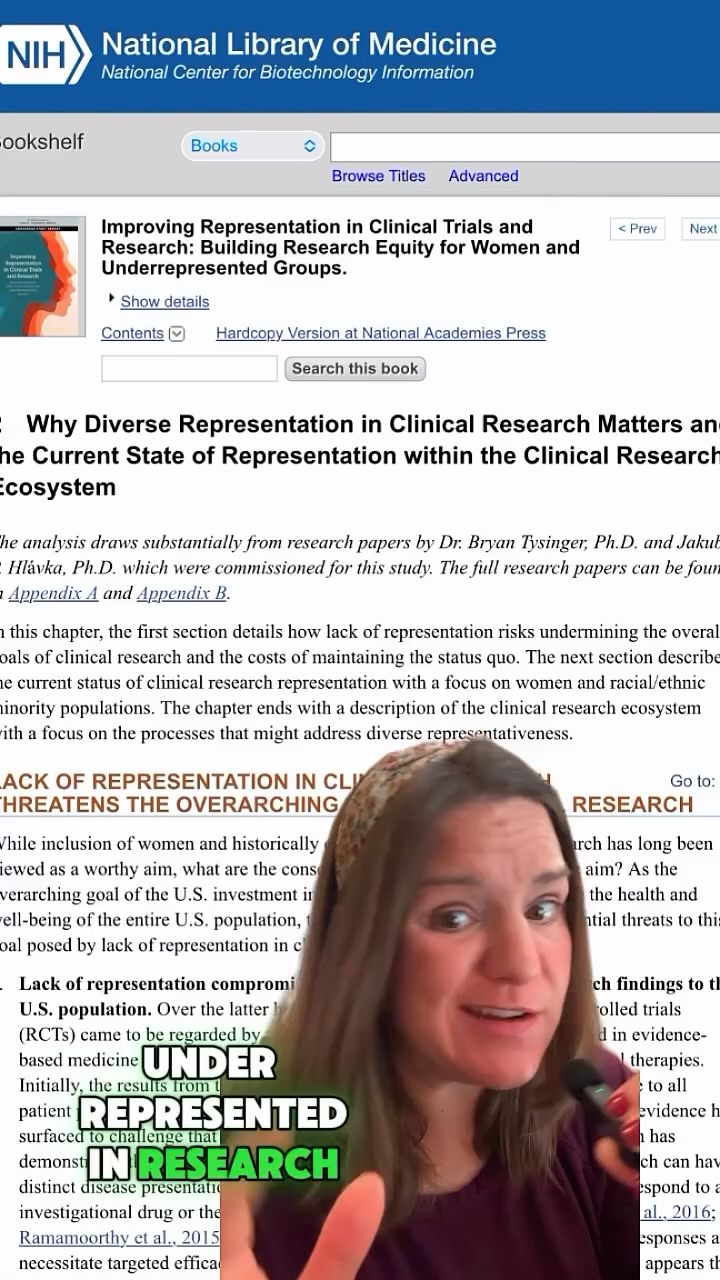 NIH
National Library of Medicine
National Center for Biotechnology Information
ookshelf
Books
Browse Titles Advanced
Improving Representation in Clinical Trials and
Research: Building Research Equity for Women and
Underrepresented Groups.
< Prev
Next
Show details
Contents
Hardcopy Version at National Academies Press
Search this book
Improving
Representation
in Clinical Trials
and Research
Why Diverse Representation in Clinical Research Matters an
he Current State of Representation within the Clinical Research
Ecosystem
he analysis draws substantially from research papers by Dr. Bryan Tysinger, Ph.D. and Jakub
. Hlávka, Ph.D. which were commissioned for this study. The full research papers can be foun
n Appendix A and Appendix B.
n this chapter, the first section details how lack of representation risks undermining the overal
oals of clinical research and the costs of maintaining the status quo. The next section describe
he current status of clinical research representation with a focus on women and racial/ethnic
inority populations. The chapter ends with a description of the clinical research ecosystem
ith a focus on the processes that might address diverse representativeness.
LACK OF REPRESENTATION IN CLI H
Go to:
THREATENS THE OVERARCHING L RESEARCH
While inclusion of women and historically rch has long been
iewed as a worthy aim, what are the cons aim? As the
verarching goal of the U.S. investment in the health and
ell-being of the entire U.S. population, t ntial threats to this
oal posed by lack of representation in cl
. Lack of representation compromi ch findings to th
U.S. population. Over the latter h olled trials
(RCTs) came to be regarded by d in evidence-
based medicine l therapies.
Initially, the results from t e to all
patient evidence h
surfaced to challenge that n has
demonst ch can hav
distinct disease presentatio espond to a
investigational drug or the al., 2016;
Ramamoorthy et al., 2015 esponses a
necessitate targeted effica appears th
UNDER
REPRESENTED
IN RESEARCH